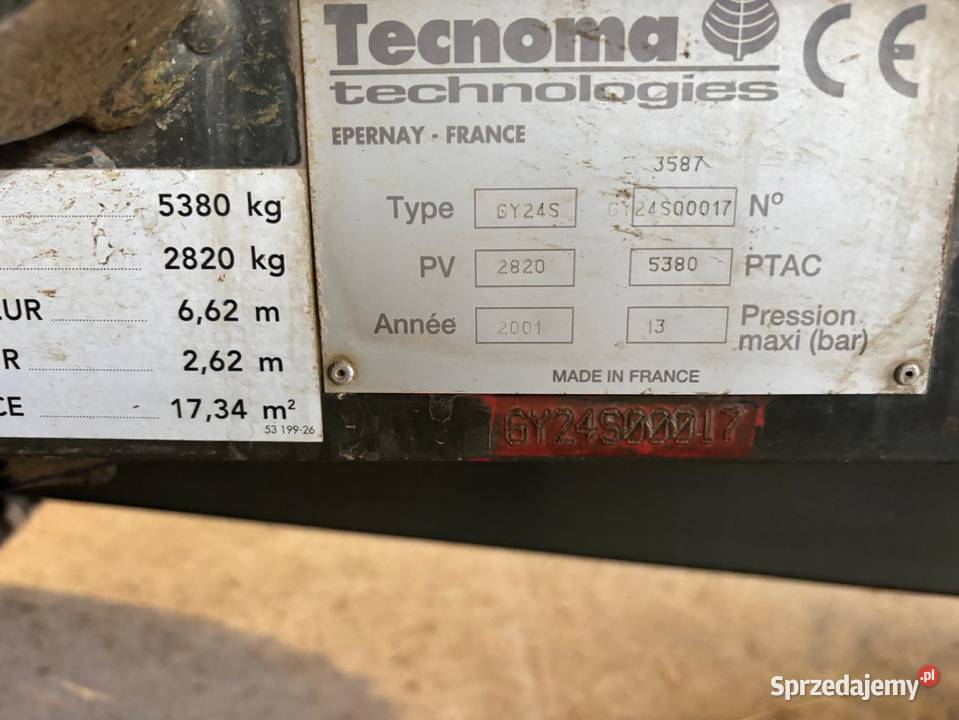 Tecnoma
technologies
CE
EPERNAY - FRANCE
3587
Type GY24S GY24S00017 N°
PV 2820 5380 PTAC
Année 2001 13 Pression maxi (bar)
MADE IN FRANCE
5380 kg
2820 kg
6,62 m
2,62 m
17,34 m²
53 199-26
GY24S00017
Sprzedajemy.pl